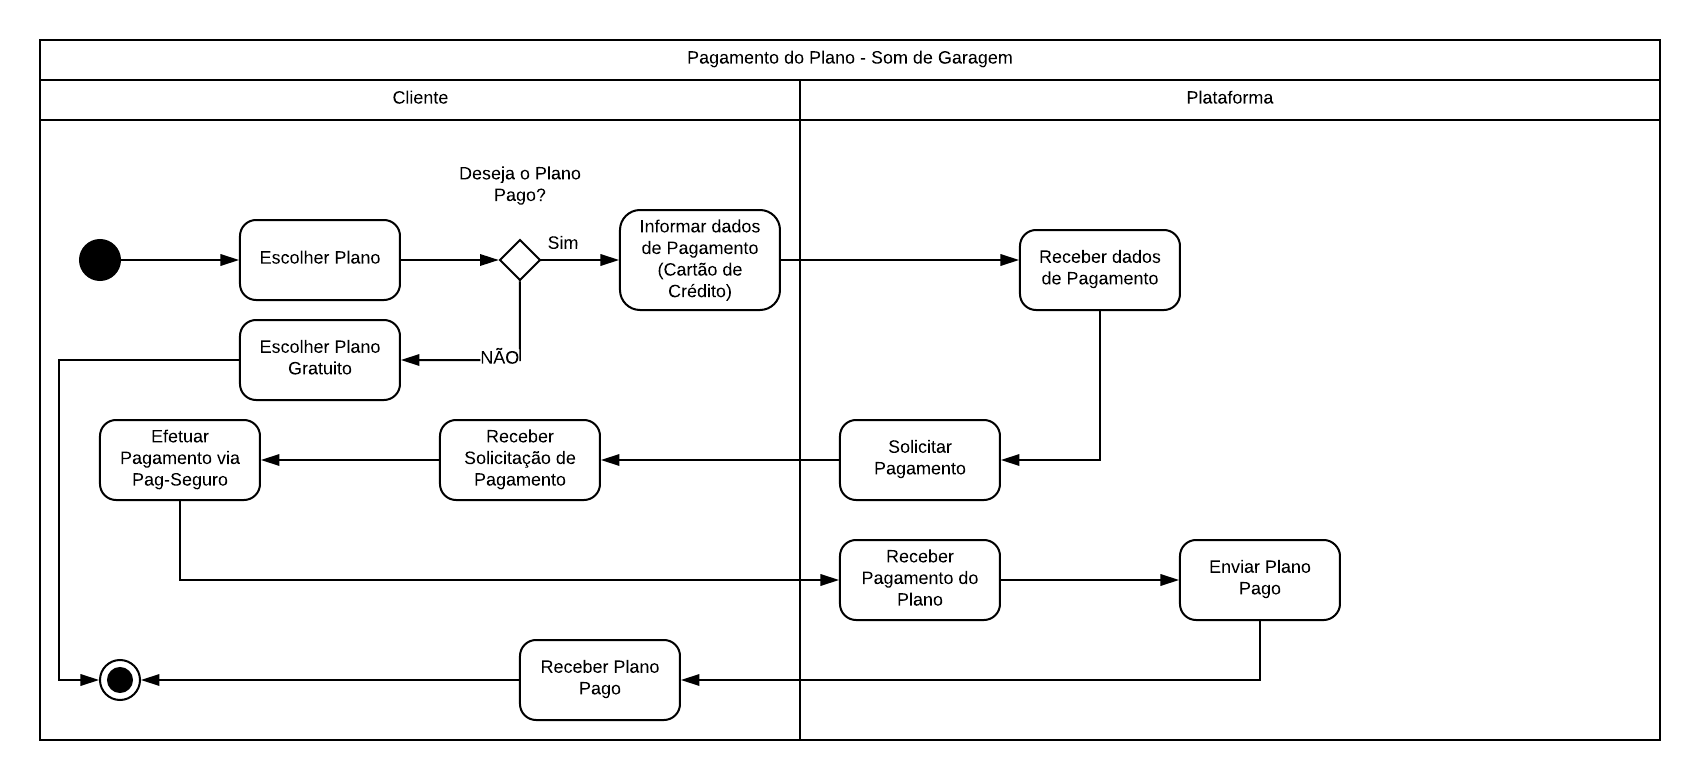 Pagamento do Plano - Som de Garagem
Cliente
Plataforma
Deseja o Plano
Pago?
Escolher Plano
Sim
Informar dados
de Pagamento
(Cartão de
Crédito)
Receber dados
de Pagamento
Escolher Plano
Gratuito
NÃO
Efetuar
Pagamento via
Pag-Seguro
Receber
Solicitação de
Pagamento
Solicitar
Pagamento
Receber
Pagamento do
Plano
Enviar Plano
Pago
Receber Plano
Pago